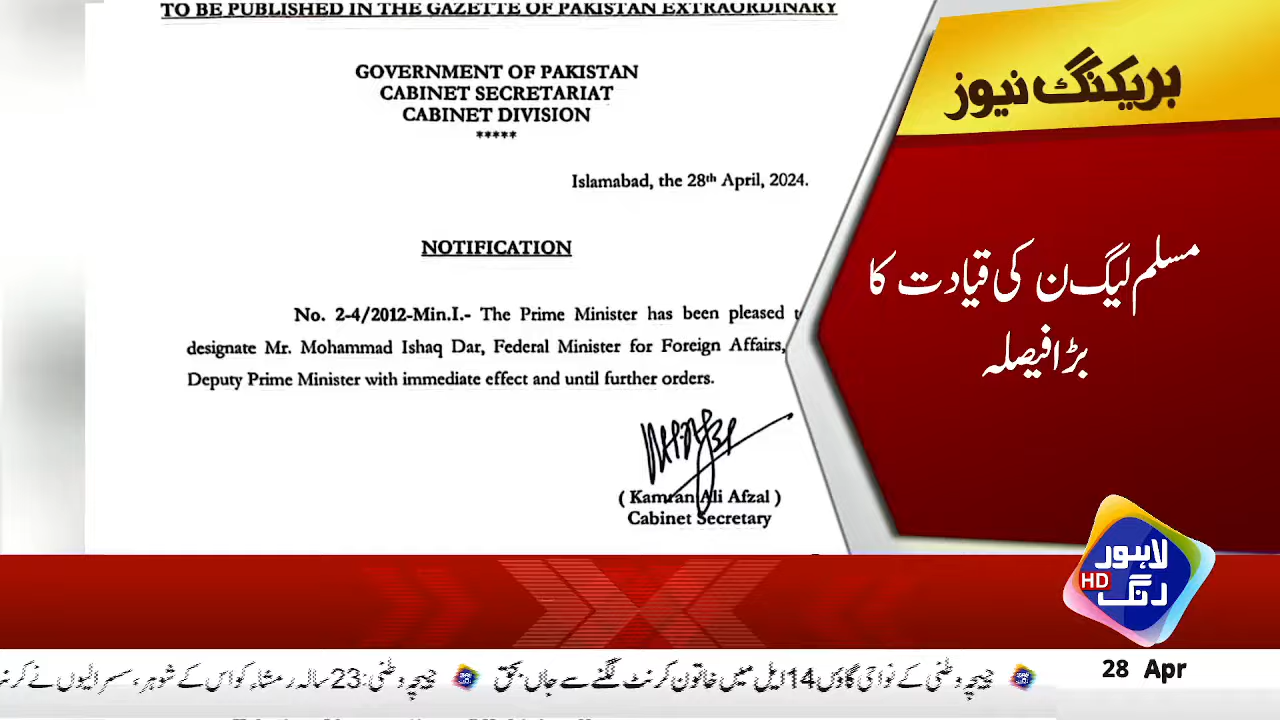 TO BE PUBLISHED IN THE GAZETTE OF PAKISTAN EXTRAORDINARY
GOVERNMENT OF PAKISTAN
CABINET SECRETARIAT
CABINET DIVISION
*****
Islamabad, the 28th April, 2024.
NOTIFICATION
No. 2-4/2012-Min.I.- The Prime Minister has been pleased
designate Mr. Mohammad Ishaq Dar, Federal Minister for Foreign Affairs,
Deputy Prime Minister with immediate effect and until further orders.
( Kamran Ali Afzal )
Cabinet Secretary
بریکنگ نیوز
مسلم لیگ ن کی قیادت کا
بڑا فیصلہ
لاہور
HD
رنگ
28 Apr
چیچہ وطنی کے نواحی گاؤں 14 ایل میں خاتون کرنٹ لگنے سے جاں بحق
چیچہ وطنی: 23 سالہ رمشاء کو اس کے شوہر، سسرالیوں نے